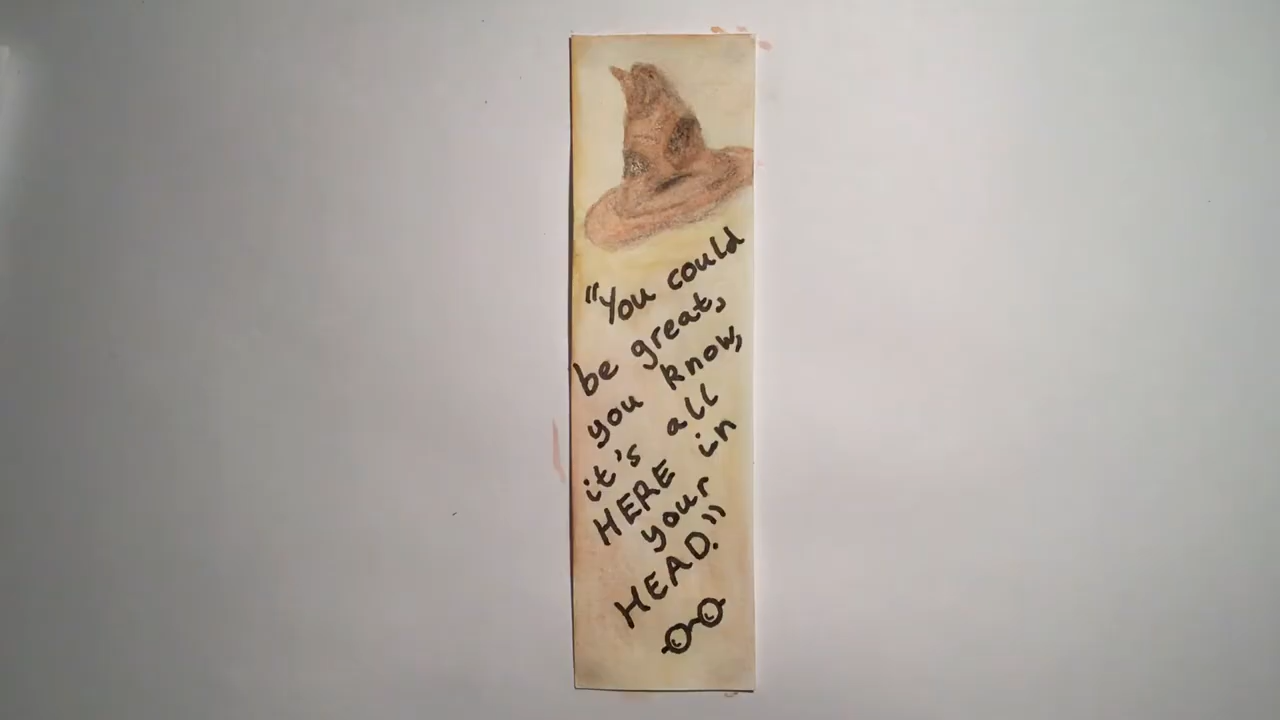 "You could
be great,
you know,
it's all
HERE in
your
HEAD."